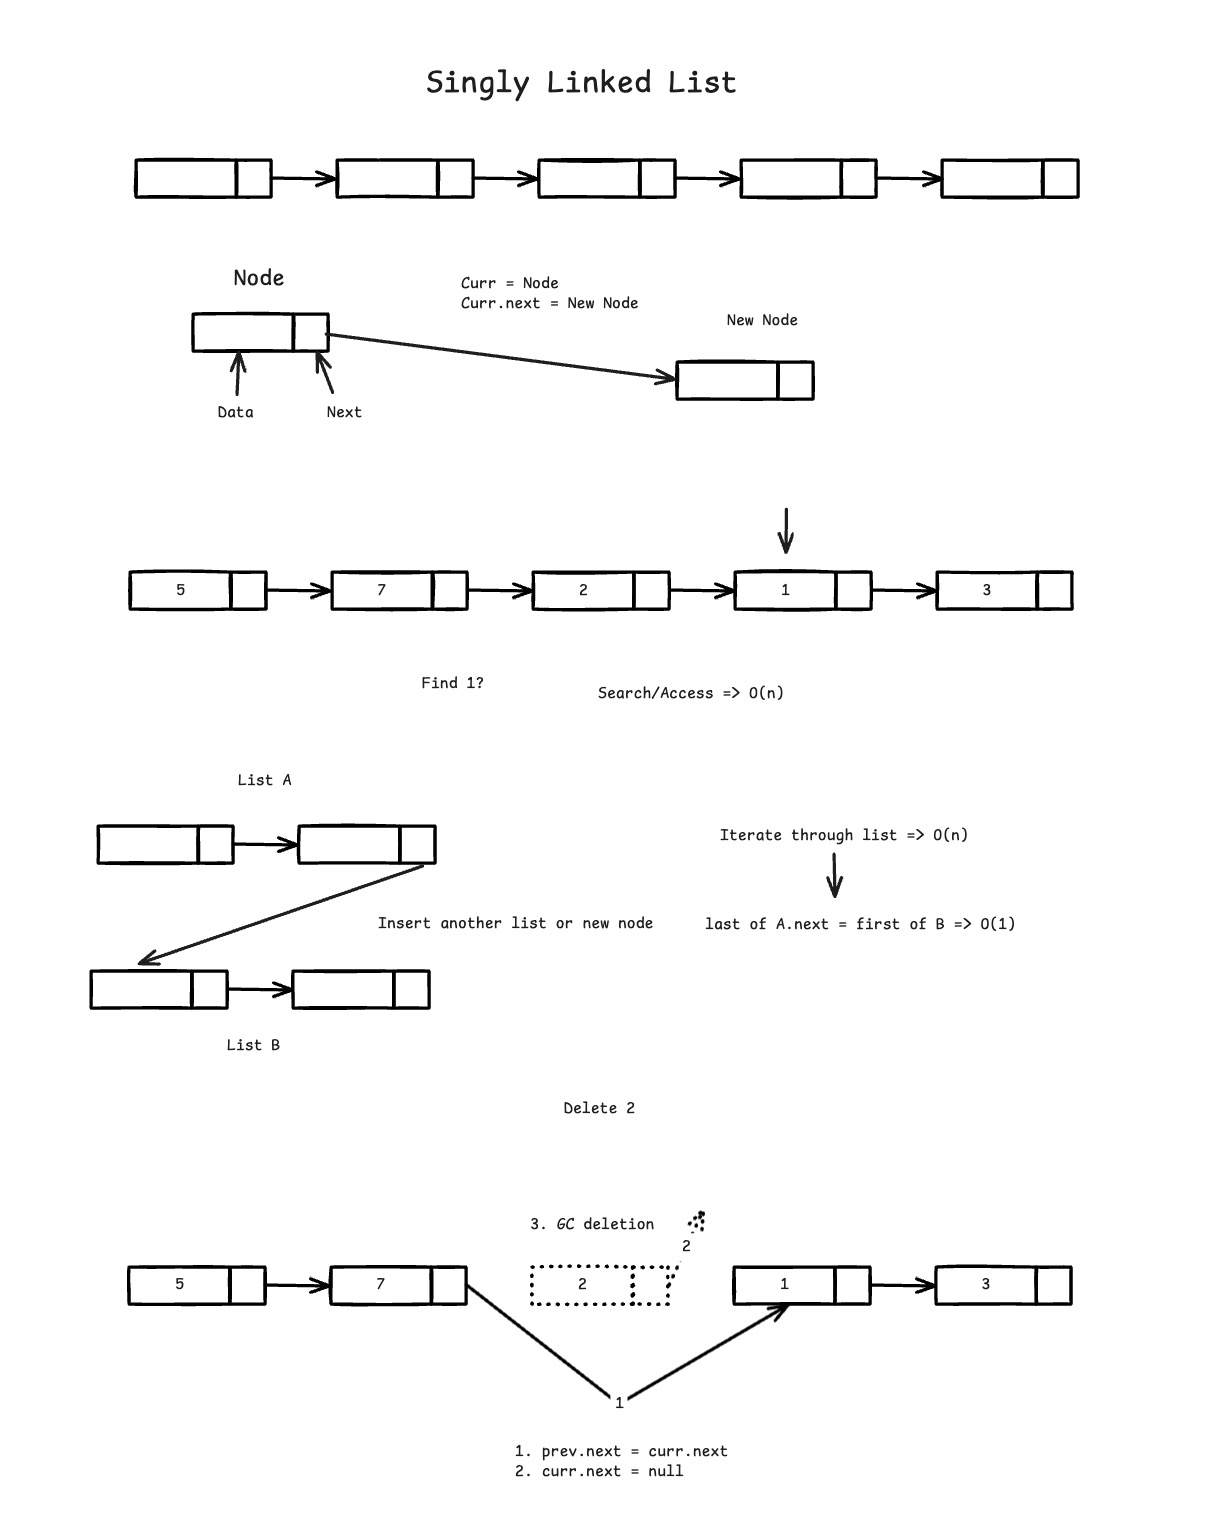 Singly Linked List
Node
Curr = Node
Curr.next = New Node
New Node
Data
Next
5
7
2
1
3
Find 1?
Search/Access => O(n)
List A
Iterate through list => O(n)
Insert another list or new node
last of A.next = first of B => O(1)
List B
Delete 2
3. GC deletion
2
5
7
2
1
3
1
1. prev.next = curr.next
2. curr.next = null